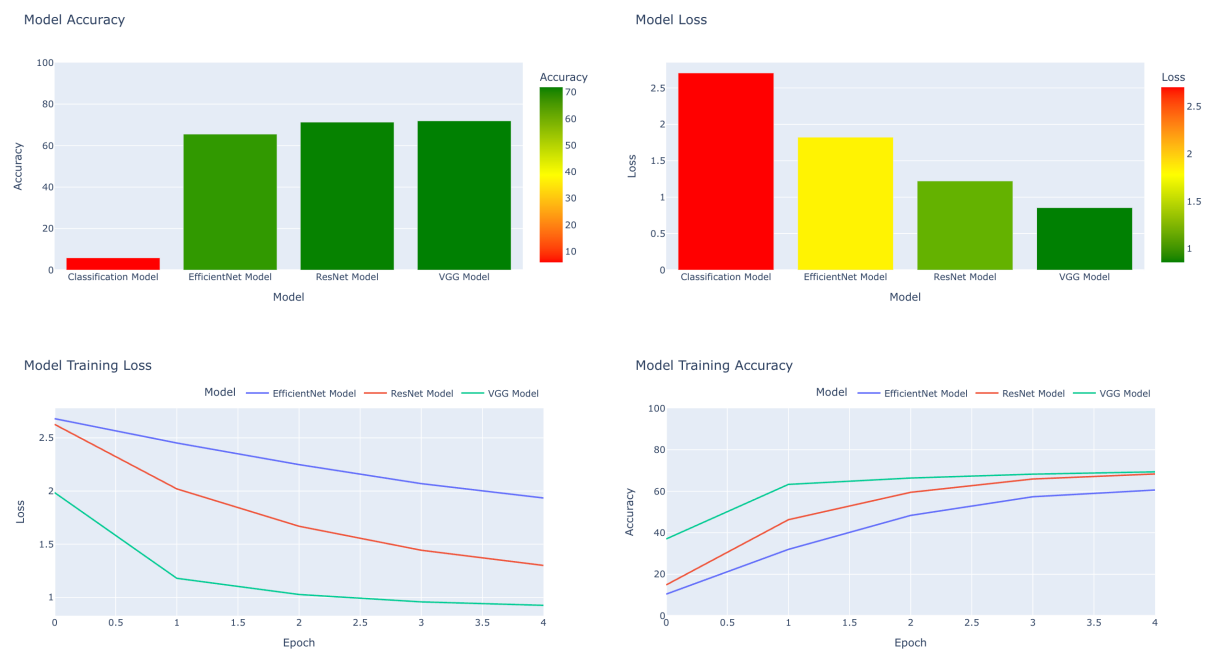 Model Accuracy
Accuracy
100
80
60
40
20
0
Classification Model
EfficientNet Model
ResNet Model
VGG Model
Model
Accuracy
70
60
50
40
30
20
10
Model Loss
Loss
2.5
2
1.5
1
0.5
0
Classification Model
EfficientNet Model
ResNet Model
VGG Model
Model
Loss
2.5
2
1.5
1
Model Training Loss
Model
EfficientNet Model
ResNet Model
VGG Model
Loss
2.5
2
1.5
1
0
0.5
1
1.5
2
2.5
3
3.5
4
Epoch
Model Training Accuracy
Model
EfficientNet Model
ResNet Model
VGG Model
Accuracy
100
80
60
40
20
0
0
0.5
1
1.5
2
2.5
3
3.5
4
Epoch